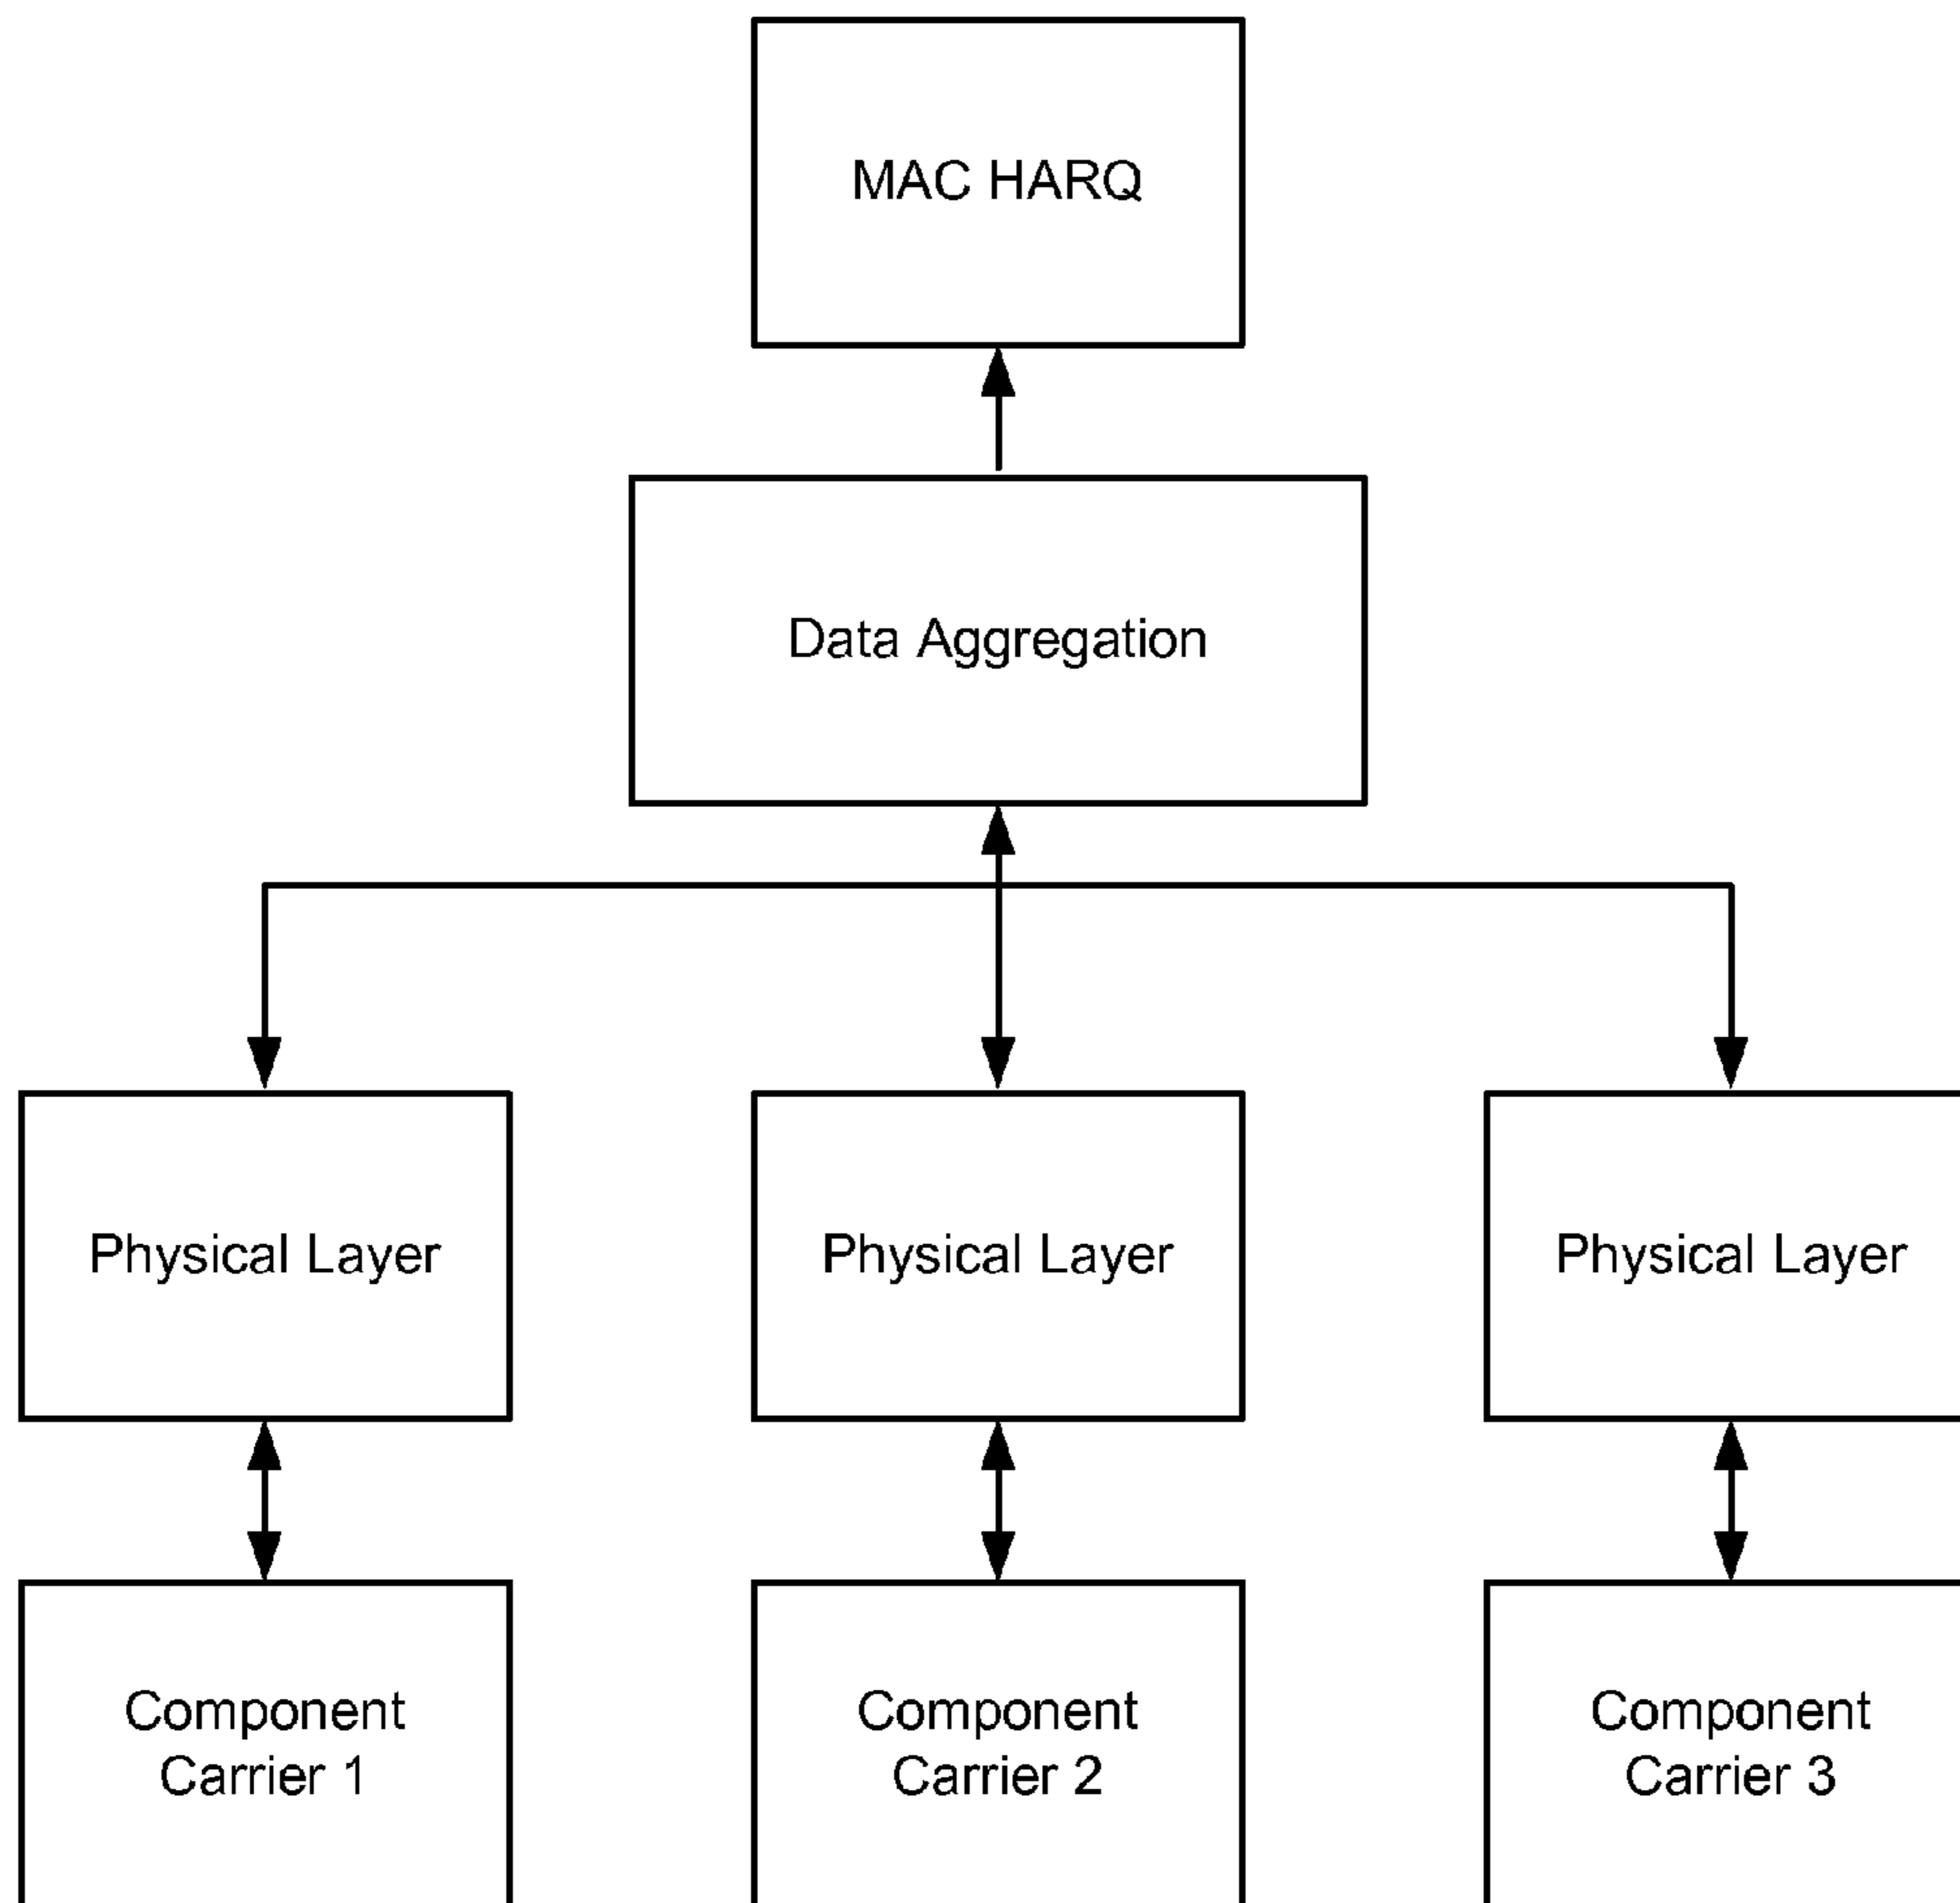 MAC HARQ
Data Aggregation
Physical Layer
Physical Layer
Physical Layer
Component
Carrier 1
Component
Carrier 2
Component
Carrier 3